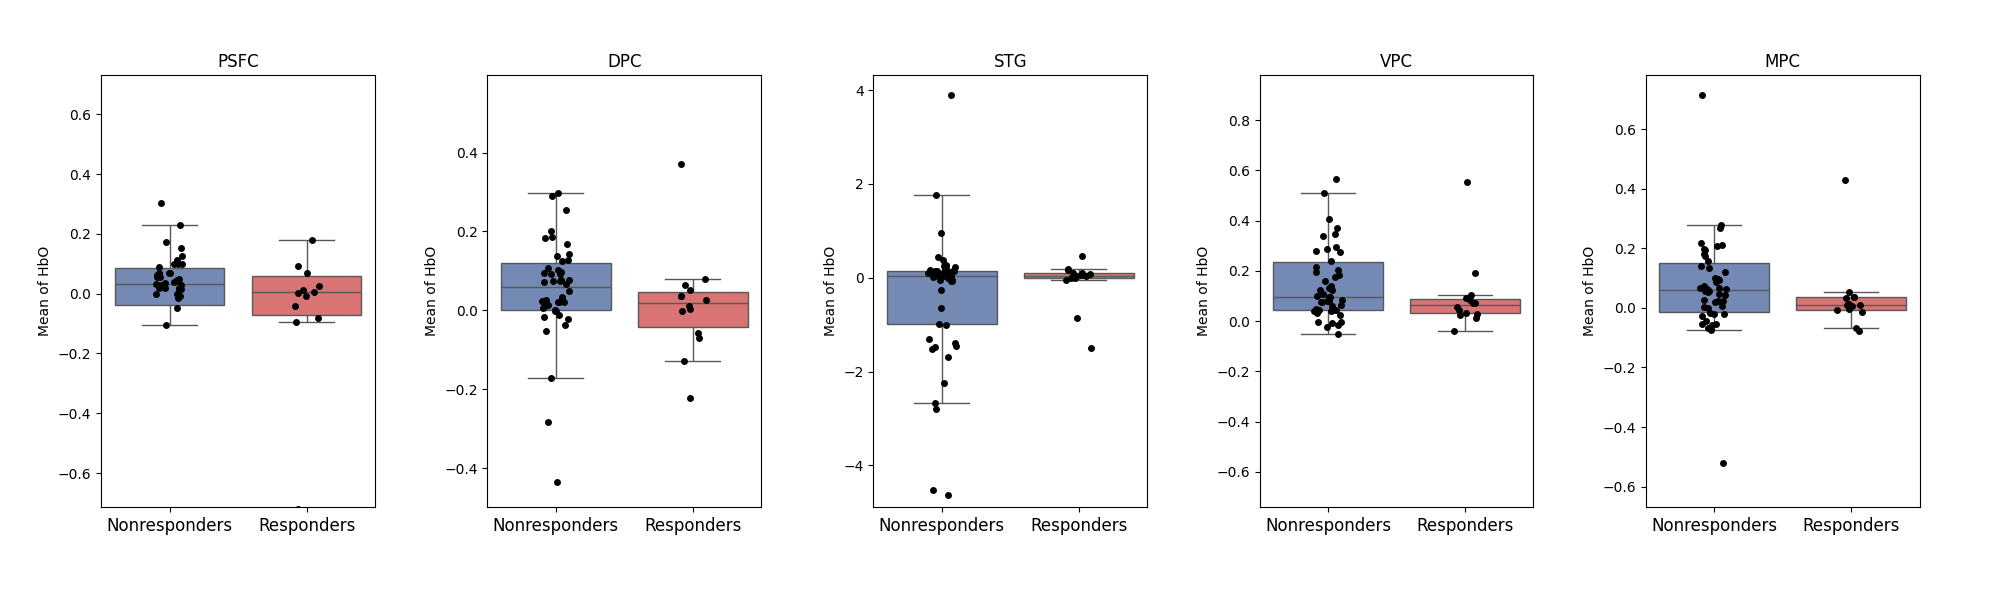 PSFC
DPC
STG
VPC
MPC
Mean of HbO
0.6
0.4
0.2
0.0
−0.2
−0.4
−0.6
Nonresponders
Responders
Mean of HbO
0.4
0.2
0.0
−0.2
−0.4
Nonresponders
Responders
Mean of HbO
4
2
0
−2
−4
Nonresponders
Responders
Mean of HbO
0.8
0.6
0.4
0.2
0.0
−0.2
−0.4
−0.6
Nonresponders
Responders
Mean of HbO
0.6
0.4
0.2
0.0
−0.2
−0.4
−0.6
Nonresponders
Responders